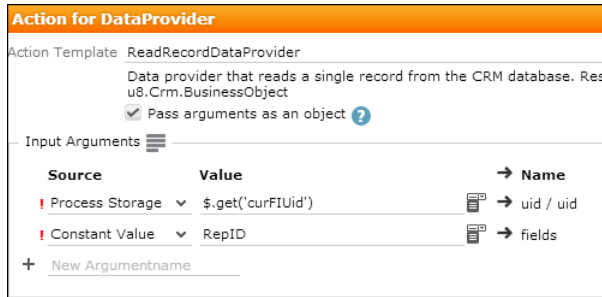 Action for DataProvider
Action Template ReadRecordDataProvider
Data provider that reads a single record from the CRM database. Res
u8.Crm.BusinessObject
Pass arguments as an object ?
Input Arguments
Source Value → Name
! Process Storage $.get('curFIUid') → uid / uid
! Constant Value RepID → fields
+ New Argumentname